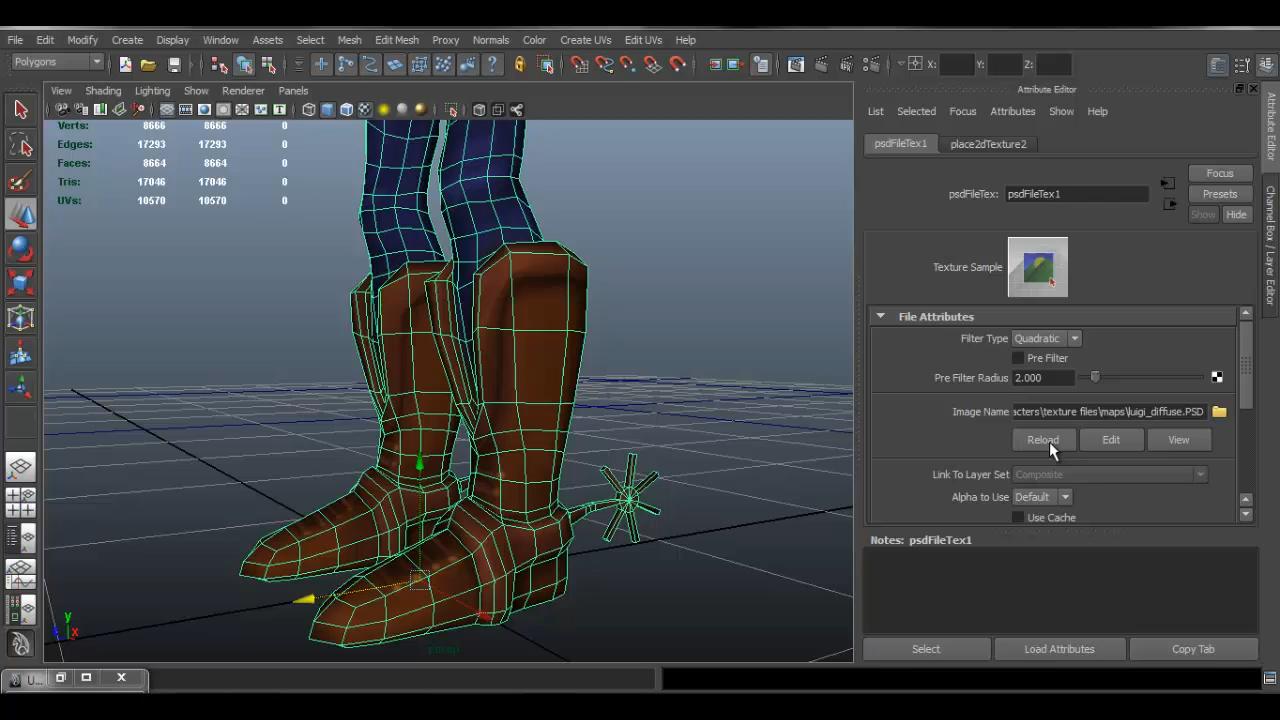 File Edit Modify Create Display Window Assets Select Mesh Edit Mesh Proxy Normals Color Create UVs Edit UVs Help
Polygons X: Y: Z:
Attribute Editor
View Shading Lighting Show Renderer Panels
List Selected Focus Attributes Show Help
Verts: 8666 8666 0
Edges: 17293 17293 0
Faces: 8664 8664 0
Tris: 17046 17046 0
UVs: 10570 10570 0
psdFileTex1 place2dTexture2
Focus
psdFileTex: psdFileTex1 Presets
Show Hide
Texture Sample
File Attributes
Filter Type Quadratic
Pre Filter
Pre Filter Radius 2.000
Image Name acters\texture files\maps\luigi_diffuse.PSD
Reload Edit View
Link To Layer Set Composite
Alpha to Use Default
Use Cache
Notes: psdFileTex1
Select Load Attributes Copy Tab
Attribute Editor
Channel Box / Layer Editor
y
z x
persp
U...